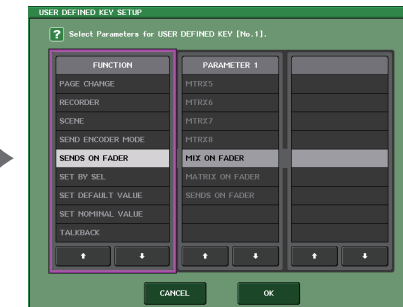 USER DEFINED KEY SETUP
? Select Parameters for USER DEFINED KEY [No.1].
FUNCTION
PAGE CHANGE
RECORDER
SCENE
SEND ENCODER MODE
SENDS ON FADER
SET BY SEL
SET DEFAULT VALUE
SET NOMINAL VALUE
TALKBACK
PARAMETER 1
MTRX5
MTRX6
MTRX7
MTRX8
MIX ON FADER
MATRIX ON FADER
SENDS ON FADER
CANCEL
OK